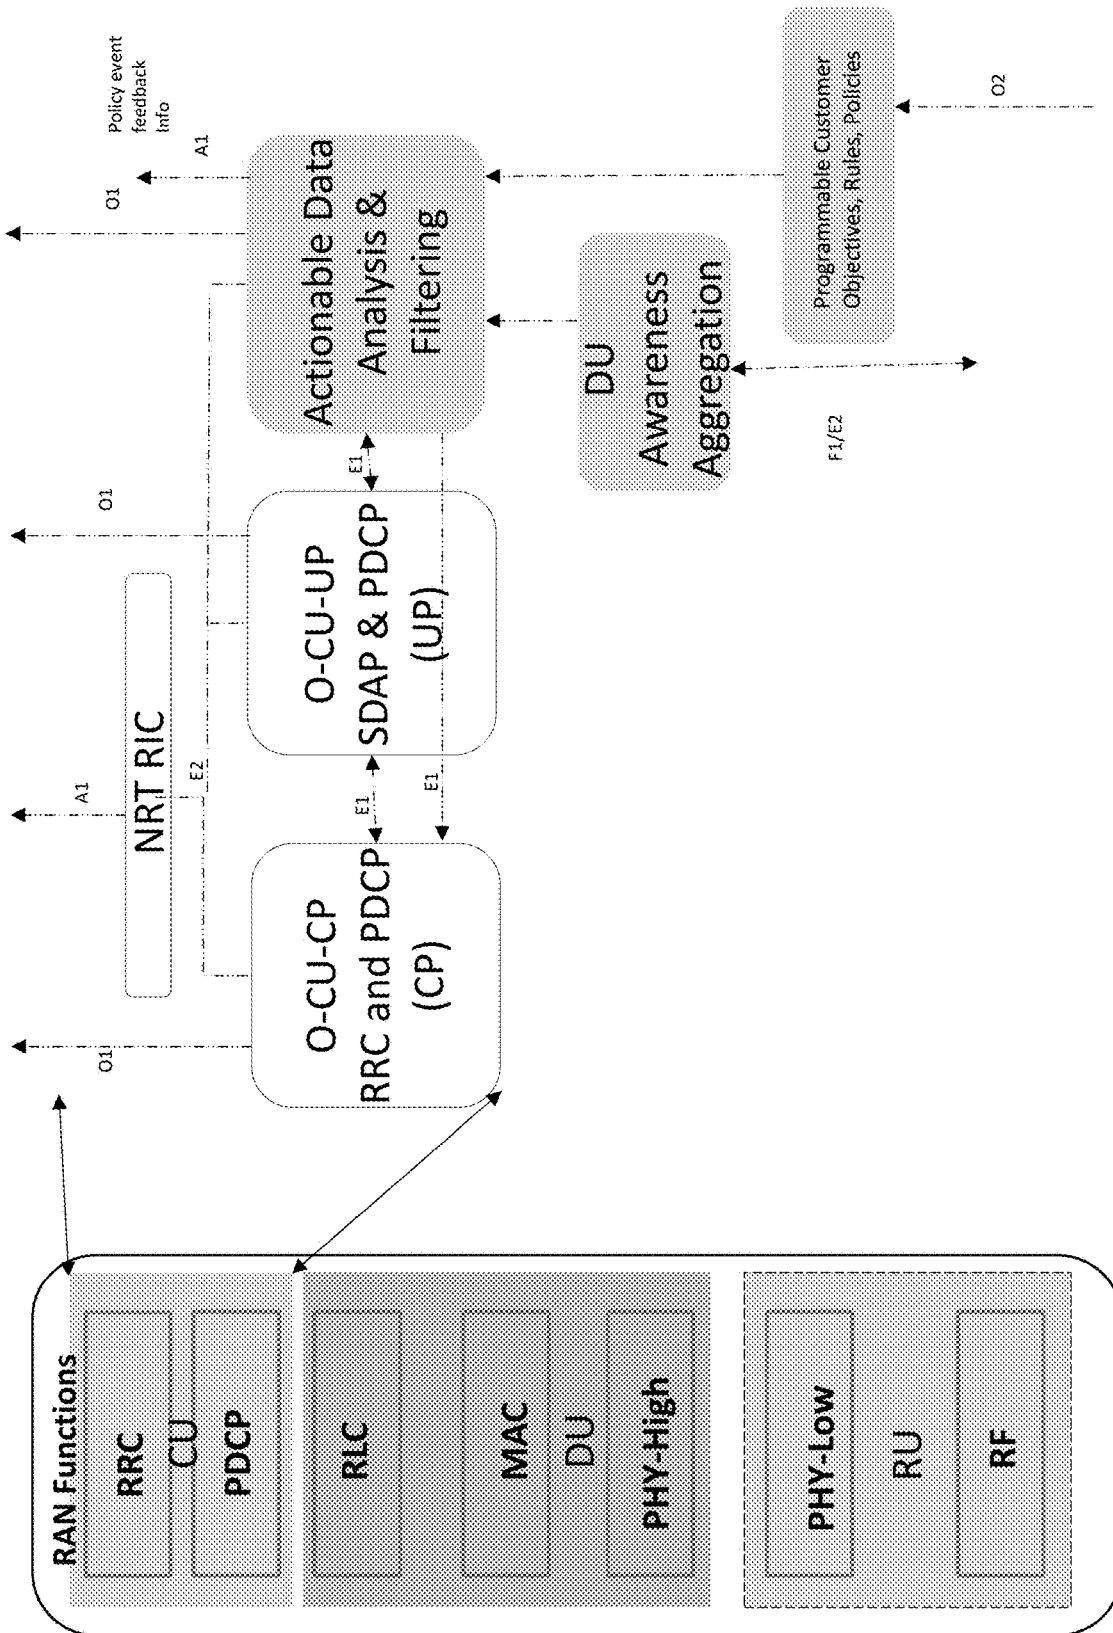 RAN Functions
RRC
CU
PDCP
RLC
MAC
DU
PHY-High
PHY-Low
RU
RF
O1
A1
O1
O1
A1
Policy event
feedback
Info
NRT RIC
E2
O-CU-CP
RRC and PDCP
(CP)
E1
E1
O-CU-UP
SDAP & PDCP
(UP)
E1
Actionable Data
Analysis &
Filtering
DU
Awareness
Aggregation
F1/E2
Programmable Customer
Objectives, Rules, Policies
O2